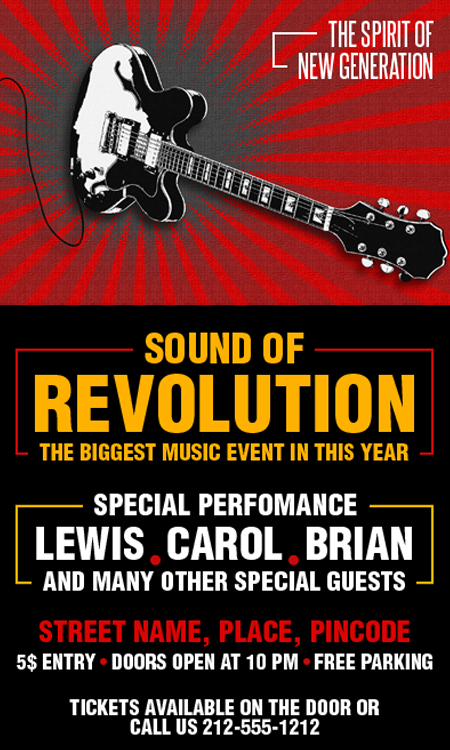 THE SPIRIT OF
NEW GENERATION
SOUND OF
REVOLUTION
THE BIGGEST MUSIC EVENT IN THIS YEAR
SPECIAL PERFOMANCE
LEWIS . CAROL . BRIAN
AND MANY OTHER SPECIAL GUESTS
STREET NAME, PLACE, PINCODE
5$ ENTRY • DOORS OPEN AT 10 PM • FREE PARKING
TICKETS AVAILABLE ON THE DOOR OR
CALL US 212-555-1212